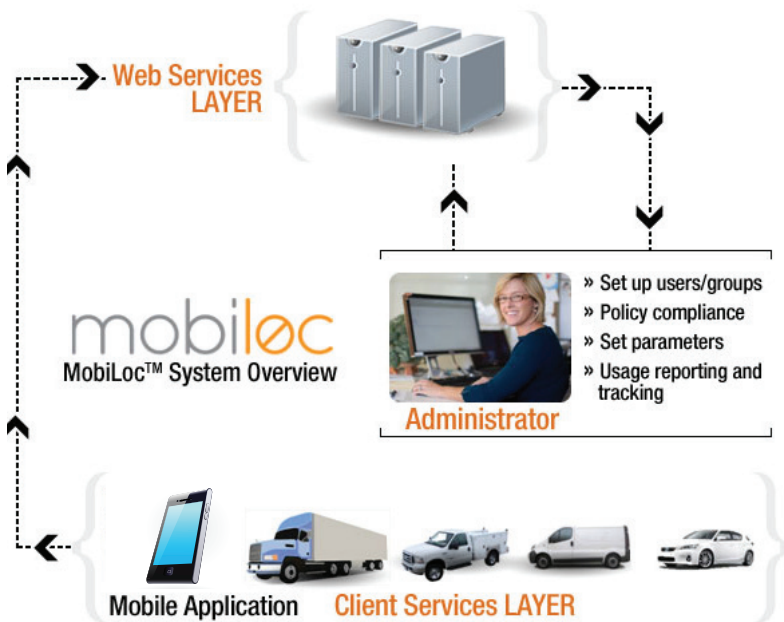 Web Services
LAYER
mobiloc
MobiLoc™ System Overview
» Set up users/groups
» Policy compliance
» Set parameters
» Usage reporting and
tracking
Administrator
Mobile Application
Client Services LAYER